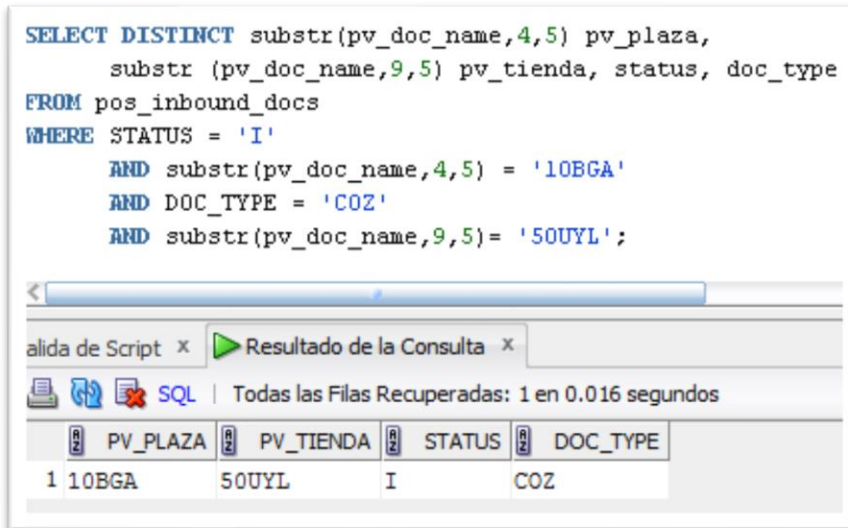 SELECT DISTINCT substr(pv_doc_name,4,5) pv_plaza,
substr (pv_doc_name,9,5) pv_tienda, status, doc_type
FROM pos_inbound_docs
WHERE STATUS = 'I'
AND substr(pv_doc_name,4,5) = '10BGA'
AND DOC_TYPE = 'COZ'
AND substr(pv_doc_name,9,5)= '50UYL';
alida de Script x Resultado de la Consulta x
SQL | Todas las Filas Recuperadas: 1 en 0.016 segundos
PV_PLAZA PV_TIENDA STATUS DOC_TYPE
1 10BGA 50UYL I COZ